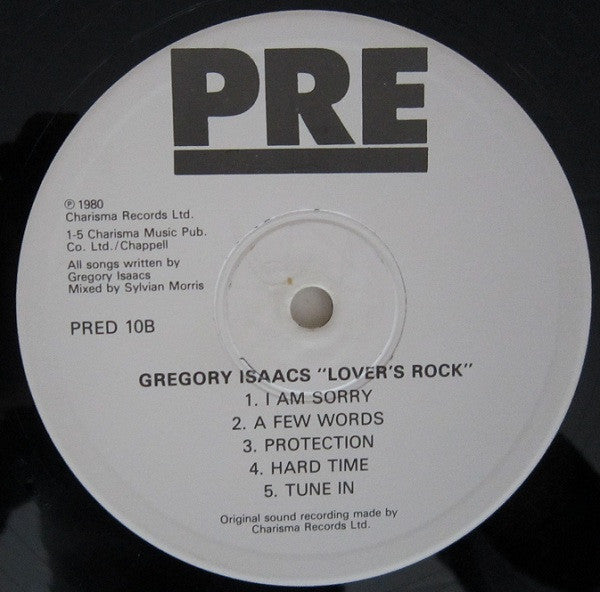 PRE
℗ 1980
Charisma Records Ltd.
1-5 Charisma Music Pub.
Co. Ltd./Chappell
All songs written by
Gregory Isaacs
Mixed by Sylvian Morris
PRED 10B
GREGORY ISAACS "LOVER'S ROCK"
1. I AM SORRY
2. A FEW WORDS
3. PROTECTION
4. HARD TIME
5. TUNE IN
Original sound recording made by
Charisma Records Ltd.